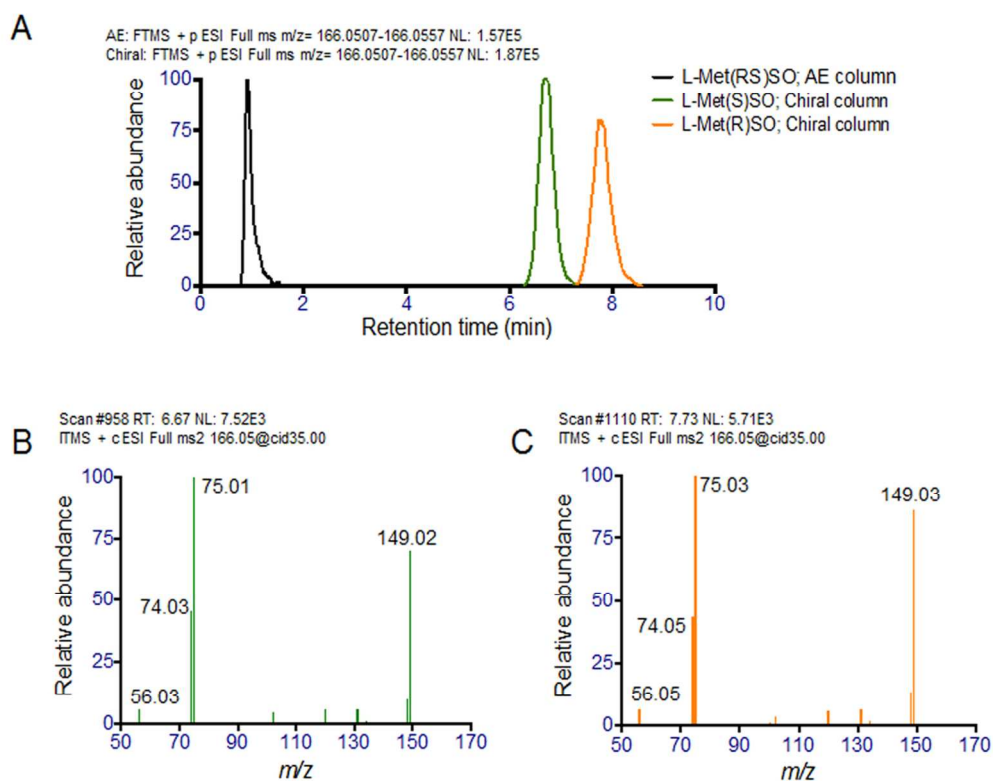 A
AE: FTMS + p ESI Full ms m/z= 166.0507-166.0557 NL: 1.57E5
Chiral: FTMS + p ESI Full ms m/z= 166.0507-166.0557 NL: 1.87E5
Relative abundance
100
75
50
25
0
0 2 4 6 8 10
Retention time (min)
L-Met(RS)SO; AE column
L-Met(S)SO; Chiral column
L-Met(R)SO; Chiral column
B
Scan #958 RT: 6.67 NL: 7.52E3
ITMS + c ESI Full ms2 166.05@cid35.00
Relative abundance
100
75
50
25
0
75.01
149.02
74.03
56.03
50 70 90 110 130 150 170
m/z
C
Scan #1110 RT: 7.73 NL: 5.71E3
ITMS + c ESI Full ms2 166.05@cid35.00
Relative abundance
100
75
50
25
0
75.03
149.03
74.05
56.05
50 70 90 110 130 150 170
m/z